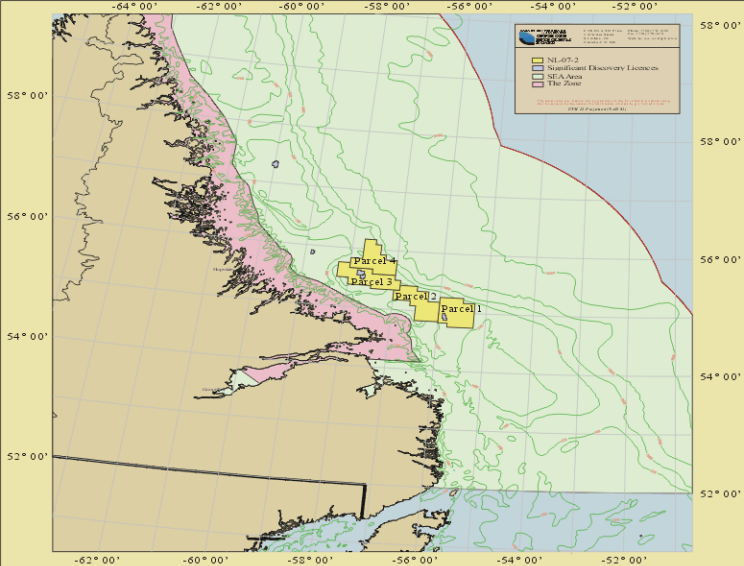 -64° 00' -62° 00' -60° 00' -58° 00' -56° 00' -54° 00' -52° 00'
58° 00'
NL-07-2
Significant Discovery Licences
SEA Area
The Zone
58° 00'
58° 00'
56° 00'
56° 00'
Parcel 4
Parcel 3
Parcel 2
Parcel 1
54° 00'
54° 00'
52° 00'
52° 00'
-62° 00' -60° 00' -58° 00' -56° 00' -54° 00' -52° 00'